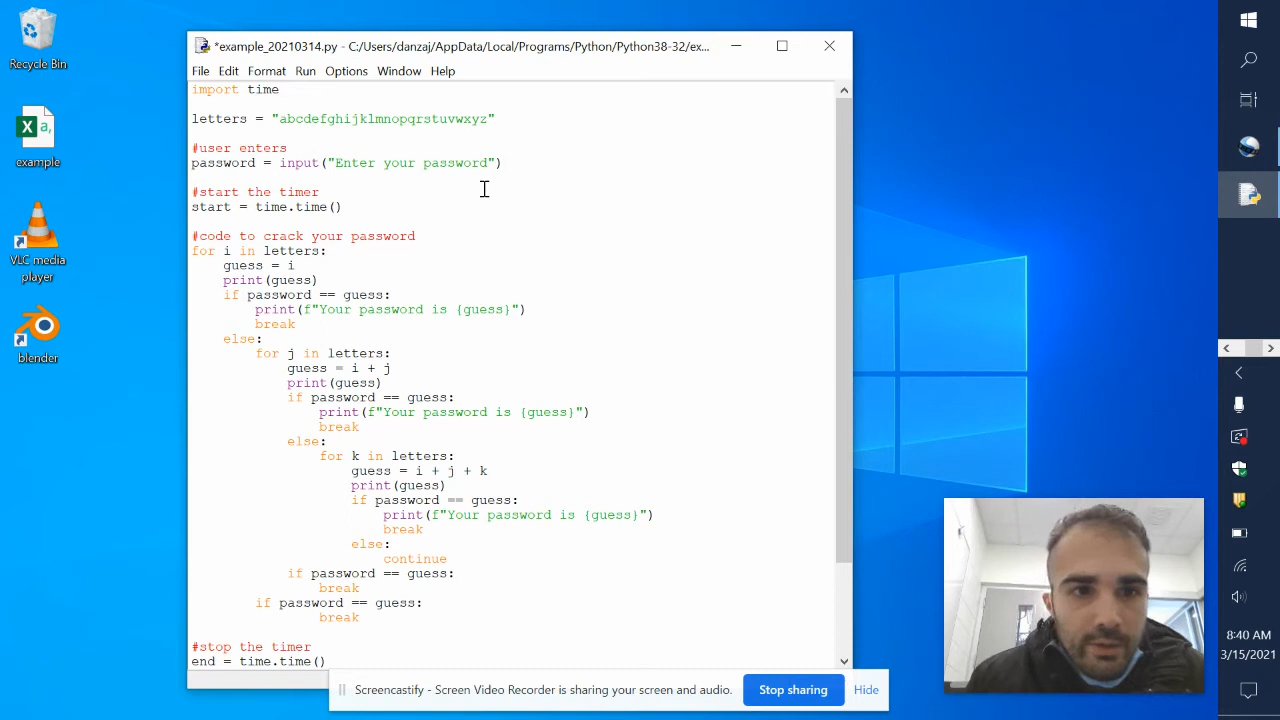 Recycle Bin
a,
example
VLC media
player
blender
*example_20210314.py - C:/Users/danzaj/AppData/Local/Programs/Python/Python38-32/ex...
File Edit Format Run Options Window Help
import time
letters = "abcdefghijklmnopqrstuvwxyz"
#user enters
password = input("Enter your password")
#start the timer
start = time.time()
#code to crack your password
for i in letters:
    guess = i
    print(guess)
    if password == guess:
        print(f"Your password is {guess}")
        break
    else:
        for j in letters:
            guess = i + j
            print(guess)
            if password == guess:
                print(f"Your password is {guess}")
                break
            else:
                for k in letters:
                    guess = i + j + k
                    print(guess)
                    if password == guess:
                        print(f"Your password is {guess}")
                        break
                    else:
                        continue
            if password == guess:
                break
        if password == guess:
                break
#stop the timer
end = time.time()
Screencastify - Screen Video Recorder is sharing your screen and audio.
Stop sharing
Hide
8:40 AM
3/15/2021